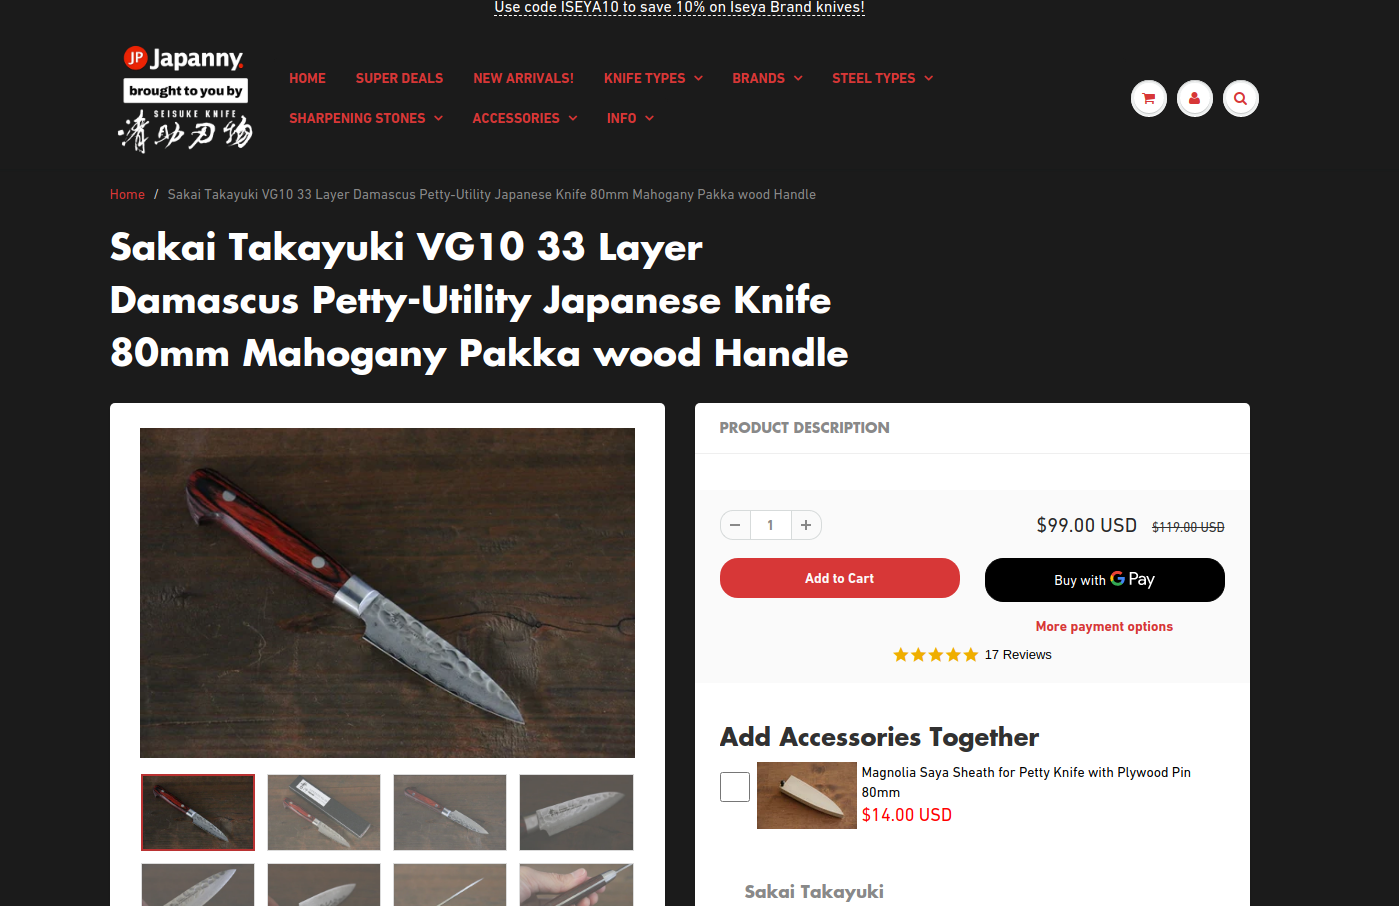 Use code ISEYA10 to save 10% on Iseya Brand knives!
JP Japanny.
brought to you by
SEISUKE KNIFE
清助刃物
HOME SUPER DEALS NEW ARRIVALS! KNIFE TYPES BRANDS STEEL TYPES
SHARPENING STONES ACCESSORIES INFO
Home / Sakai Takayuki VG10 33 Layer Damascus Petty-Utility Japanese Knife 80mm Mahogany Pakka wood Handle
Sakai Takayuki VG10 33 Layer
Damascus Petty-Utility Japanese Knife
80mm Mahogany Pakka wood Handle
PRODUCT DESCRIPTION
1
$99.00 USD $119.00 USD
Add to Cart
Buy with G Pay
More payment options
17 Reviews
Add Accessories Together
Magnolia Saya Sheath for Petty Knife with Plywood Pin
80mm
$14.00 USD
Sakai Takayuki